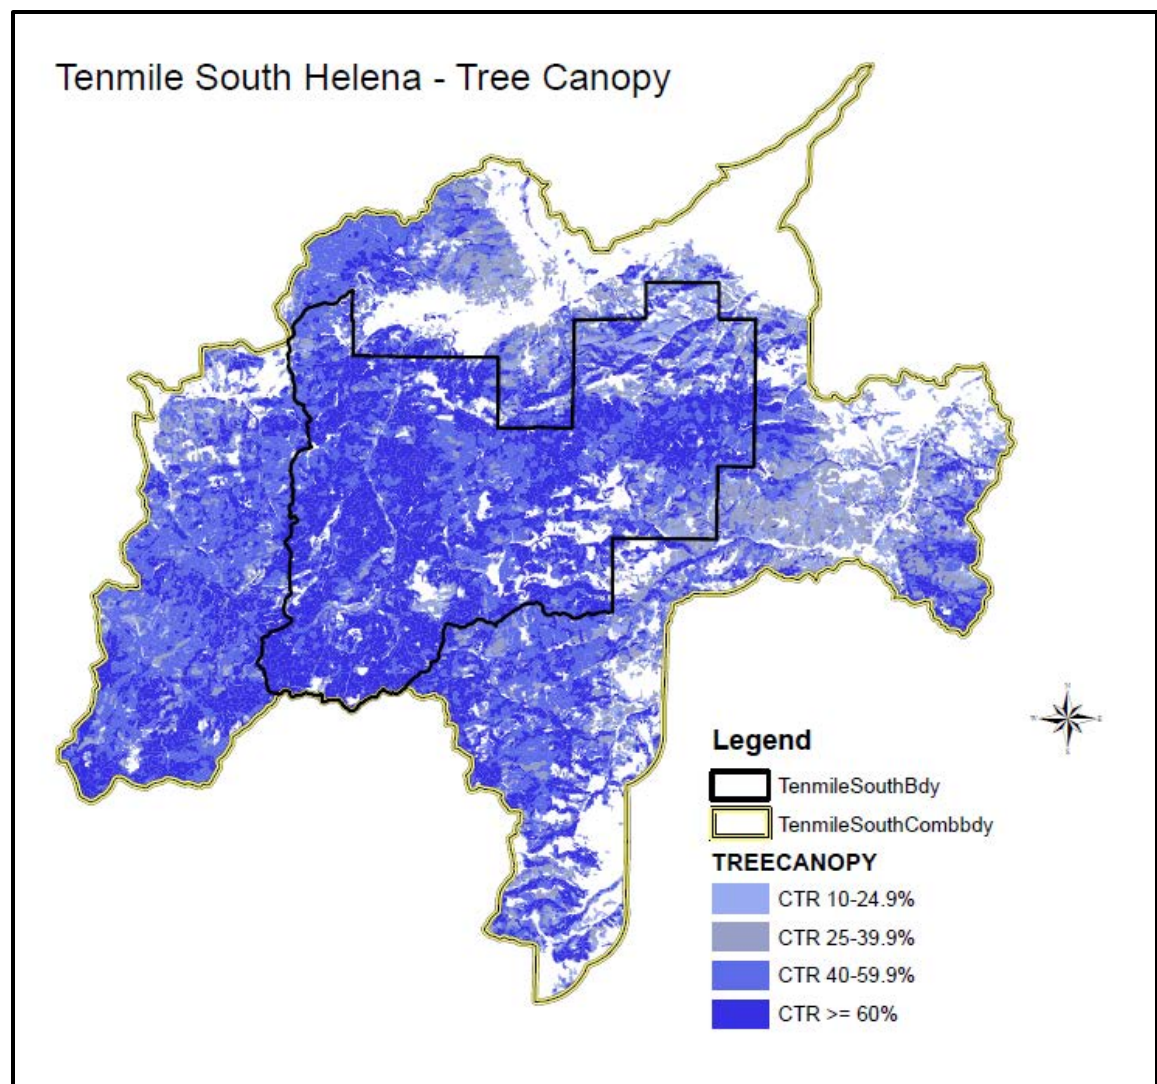 Tenmile South Helena - Tree Canopy
N
W
E
S
Legend
TenmileSouthBdy
TenmileSouthCombbdy
TREECANOPY
CTR 10-24.9%
CTR 25-39.9%
CTR 40-59.9%
CTR >= 60%